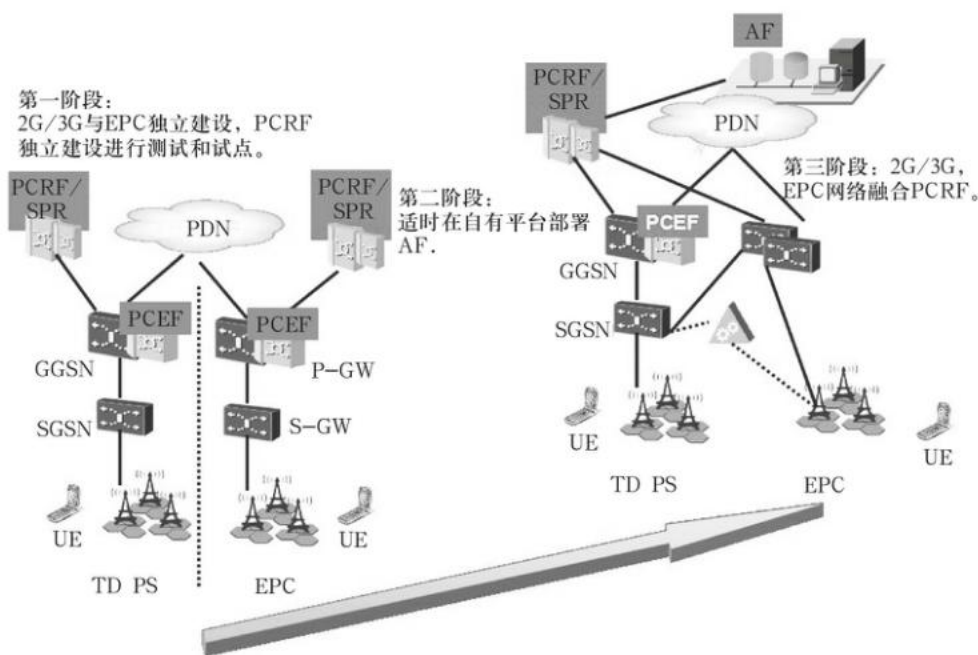 第一阶段：
2G/3G与EPC独立建设，PCRF
独立建设进行测试和试点。
PCRF/
SPR
PDN
PCRF/
SPR
第二阶段：
适时在自有平台部署
AF.
PCEF
GGSN
PCEF
P-GW
SGSN
S-GW
UE
UE
TD PS
EPC
AF
PCRF/
SPR
PDN
第三阶段：2G/3G，
EPC网络融合PCRF。
PCEF
GGSN
SGSN
UE
UE
TD PS
EPC